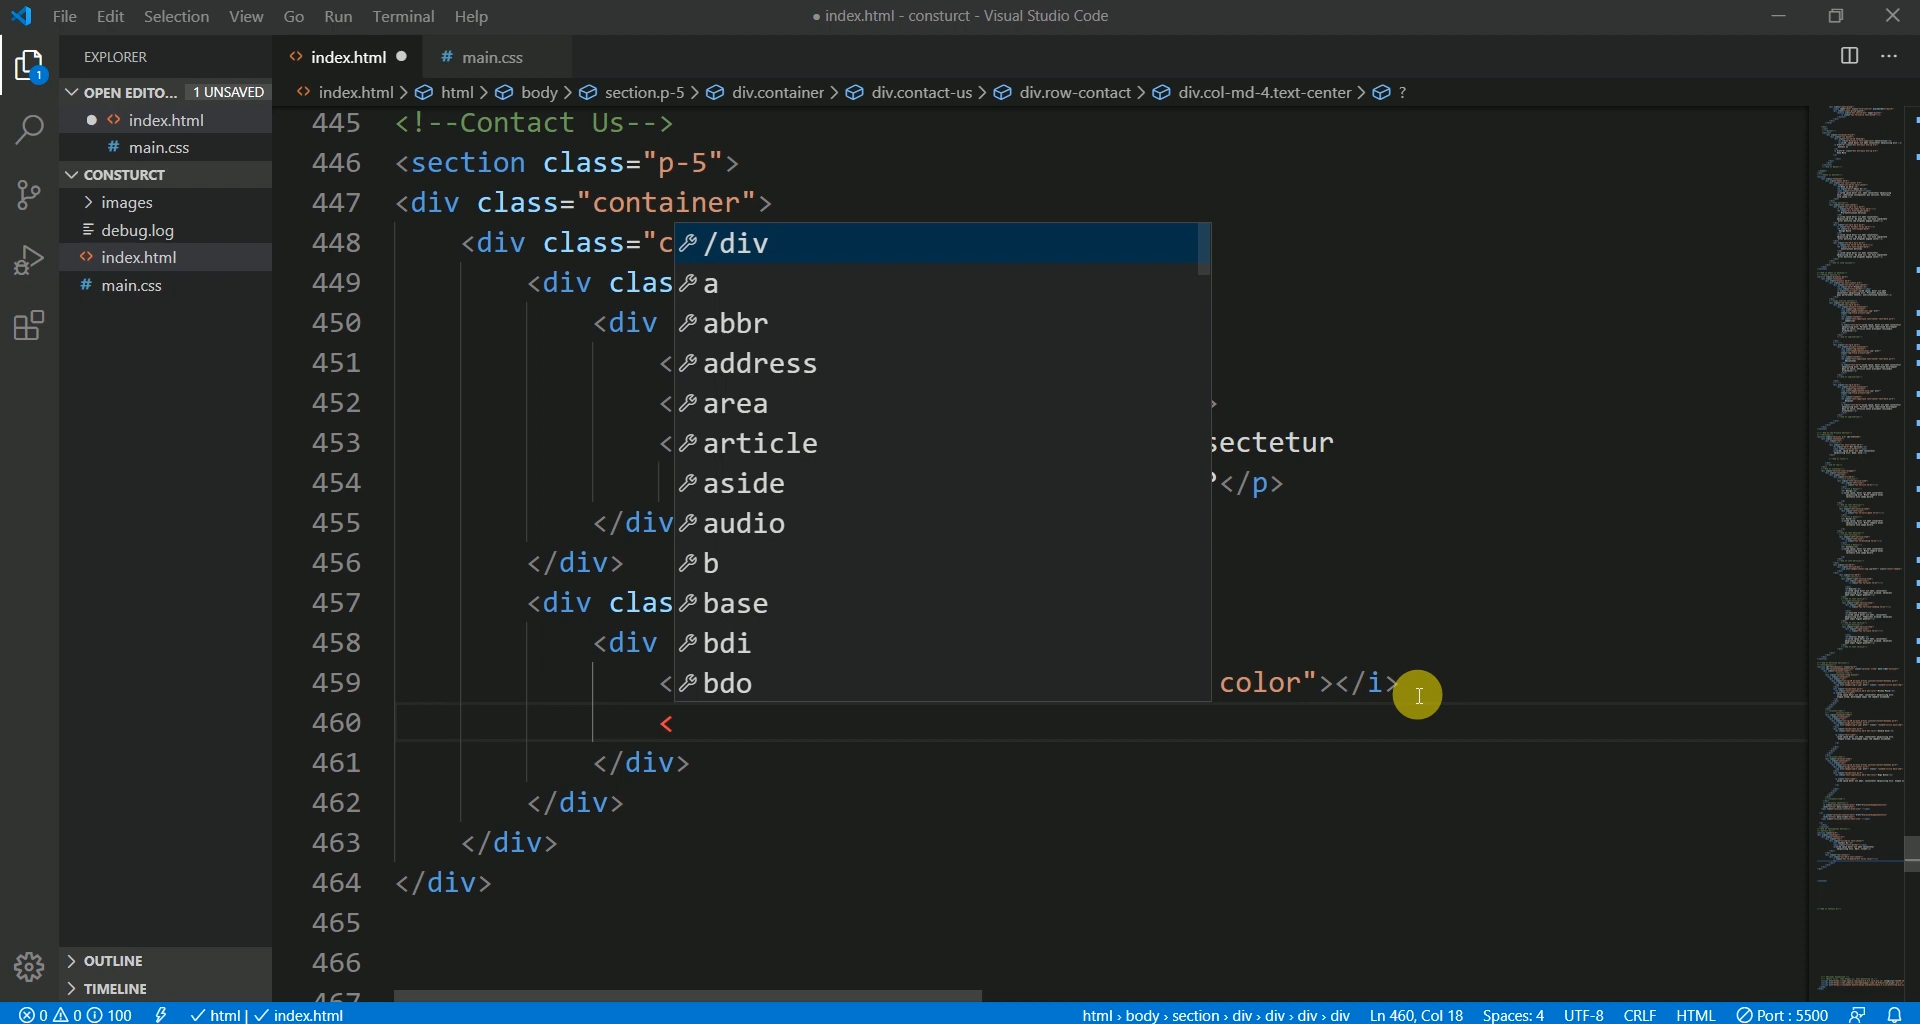 File Edit Selection View Go Run Terminal Help
● index.html - consturct - Visual Studio Code
EXPLORER
OPEN EDITO... 1 UNSAVED
index.html
main.css
CONSTURCT
images
debug.log
index.html
main.css
OUTLINE
TIMELINE
1
index.html ●
# main.css
index.html > html > body > section.p-5 > div.container > div.contact-us > div.row-contact > div.col-md-4.text-center > ?
445 <!--Contact Us-->
446 <section class="p-5">
447 <div class="container">
448 <div class="c
449 <div clas
450 <div
451 <
452 < >
453 < sectetur
454 ?</p>
455 </div
456 </div>
457 <div clas
458 <div
459 < color"></i>
460 <
461 </div>
462 </div>
463 </div>
464 </div>
465
466
467
/div
a
abbr
address
area
article
aside
audio
b
base
bdi
bdo
0 0 100 html | index.html
html › body › section › div › div › div › div Ln 460, Col 18 Spaces: 4 UTF-8 CRLF HTML Port : 5500